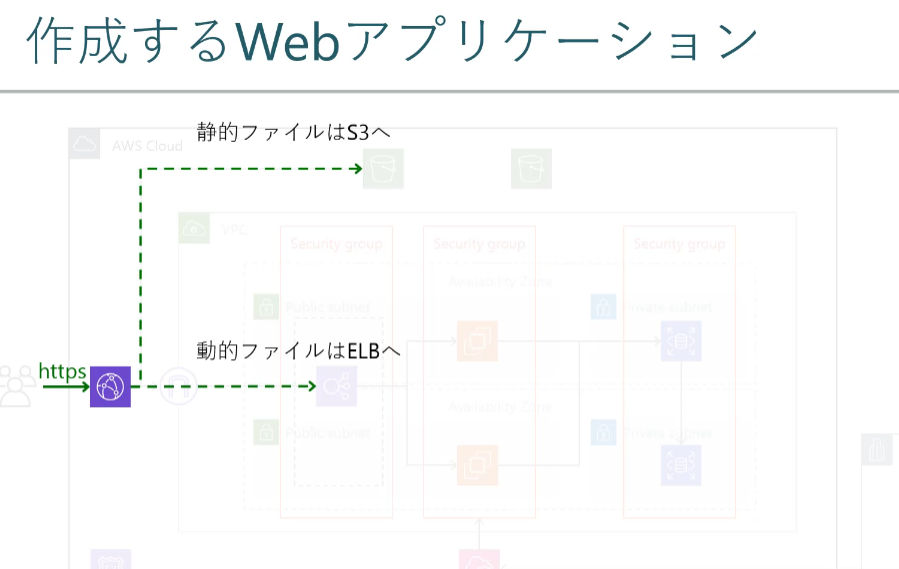 作成するWebアプリケーション
静的ファイルはS3へ
AWS Cloud
VPC
Security group
Security group
Security group
Availability Zone
Public subnet
Private subnet
動的ファイルはELBへ
https
Availability Zone
Public subnet
Private subnet